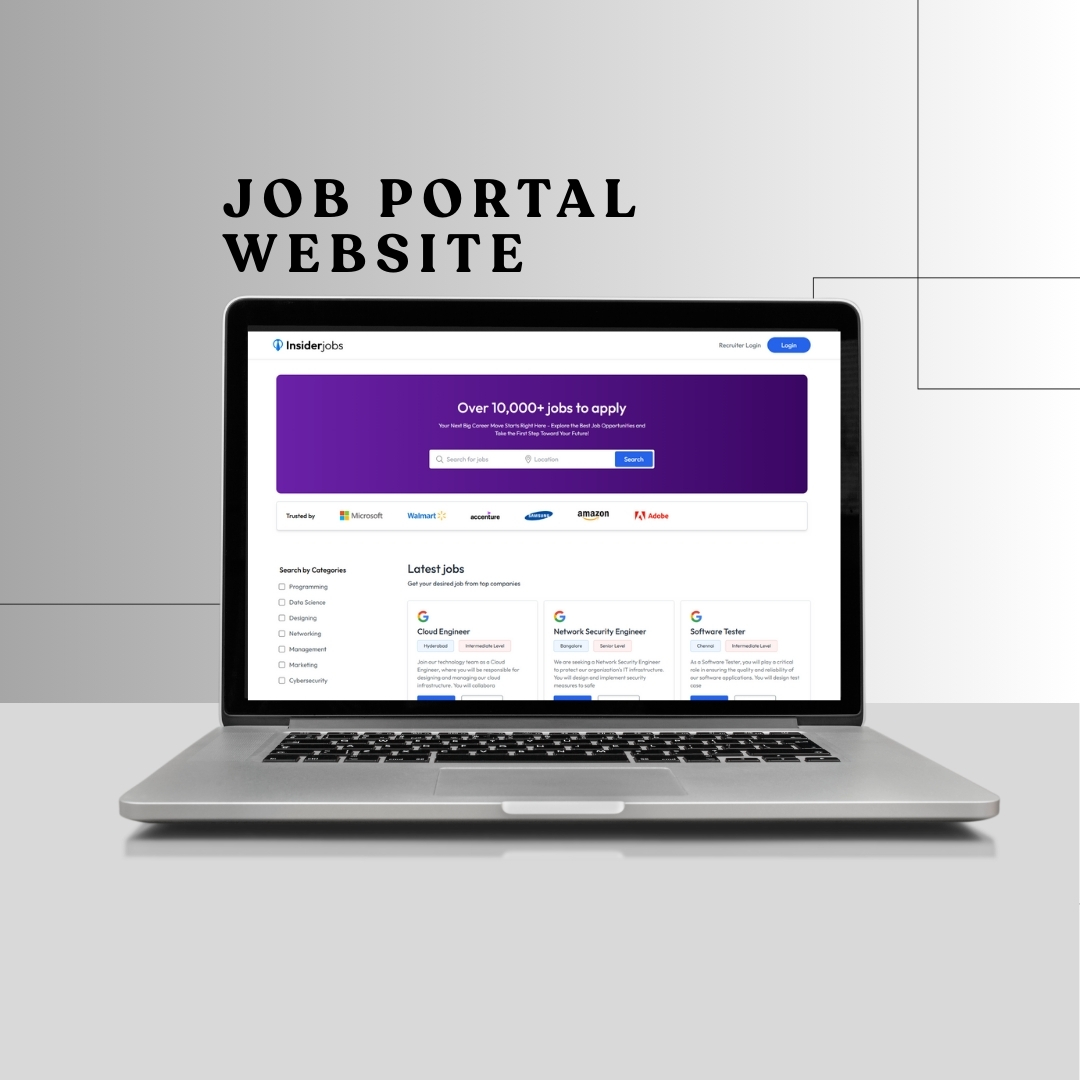 JOB PORTAL
WEBSITE
Insiderjobs
Recruiter Login
Login
Over 10,000+ jobs to apply
Your Next Big Career Move Starts Right Here - Explore the Best Job Opportunities and
Take the First Step Toward Your Future!
Search for jobs
Location
Search
Trusted by
Microsoft
Walmart
accenture
SAMSUNG
amazon
Adobe
Search by Categories
Programming
Data Science
Designing
Networking
Management
Marketing
Cybersecurity
Latest jobs
Get your desired job from top companies
Cloud Engineer
Hyderabad
Intermediate Level
Join our technology team as a Cloud
Engineer, where you will be responsible for
designing and managing our cloud
infrastructure. You will collabora
Network Security Engineer
Bangalore
Senior Level
We are seeking a Network Security Engineer
to protect our organization's IT infrastructure.
You will design and implement security
measures to safe
Software Tester
Chennai
Intermediate Level
As a Software Tester, you will play a critical
role in ensuring the quality and reliability of
our software applications. You will design test
case